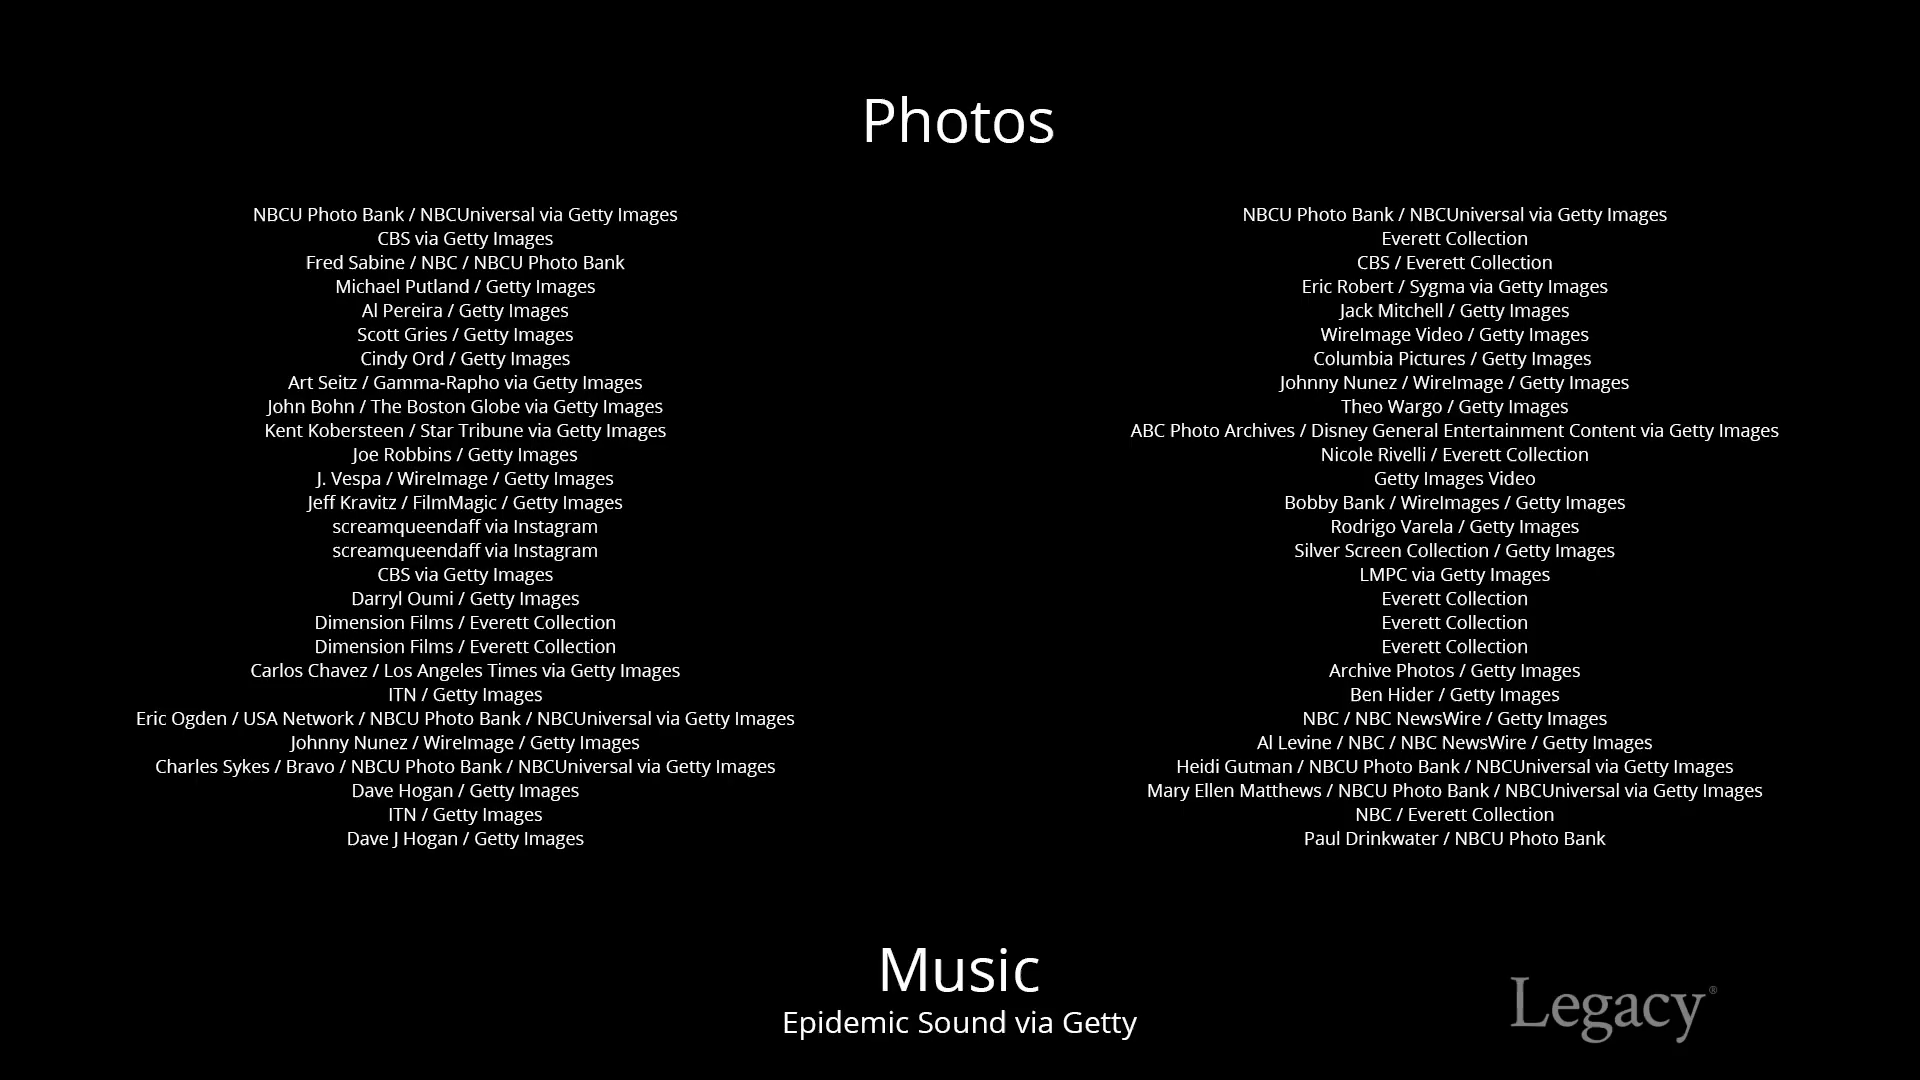 Photos
NBCU Photo Bank / NBCUniversal via Getty Images
CBS via Getty Images
Fred Sabine / NBC / NBCU Photo Bank
Michael Putland / Getty Images
Al Pereira / Getty Images
Scott Gries / Getty Images
Cindy Ord / Getty Images
Art Seitz / Gamma-Rapho via Getty Images
John Bohn / The Boston Globe via Getty Images
Kent Kobersteen / Star Tribune via Getty Images
Joe Robbins / Getty Images
J. Vespa / WireImage / Getty Images
Jeff Kravitz / FilmMagic / Getty Images
screamqueendaff via Instagram
screamqueendaff via Instagram
CBS via Getty Images
Darryl Oumi / Getty Images
Dimension Films / Everett Collection
Dimension Films / Everett Collection
Carlos Chavez / Los Angeles Times via Getty Images
ITN / Getty Images
Eric Ogden / USA Network / NBCU Photo Bank / NBCUniversal via Getty Images
Johnny Nunez / WireImage / Getty Images
Charles Sykes / Bravo / NBCU Photo Bank / NBCUniversal via Getty Images
Dave Hogan / Getty Images
ITN / Getty Images
Dave J Hogan / Getty Images
NBCU Photo Bank / NBCUniversal via Getty Images
Everett Collection
CBS / Everett Collection
Eric Robert / Sygma via Getty Images
Jack Mitchell / Getty Images
WireImage Video / Getty Images
Columbia Pictures / Getty Images
Johnny Nunez / WireImage / Getty Images
Theo Wargo / Getty Images
ABC Photo Archives / Disney General Entertainment Content via Getty Images
Nicole Rivelli / Everett Collection
Getty Images Video
Bobby Bank / WireImages / Getty Images
Rodrigo Varela / Getty Images
Silver Screen Collection / Getty Images
LMPC via Getty Images
Everett Collection
Everett Collection
Everett Collection
Archive Photos / Getty Images
Ben Hider / Getty Images
NBC / NBC NewsWire / Getty Images
Al Levine / NBC / NBC NewsWire / Getty Images
Heidi Gutman / NBCU Photo Bank / NBCUniversal via Getty Images
Mary Ellen Matthews / NBCU Photo Bank / NBCUniversal via Getty Images
NBC / Everett Collection
Paul Drinkwater / NBCU Photo Bank
Music
Epidemic Sound via Getty
Legacy®